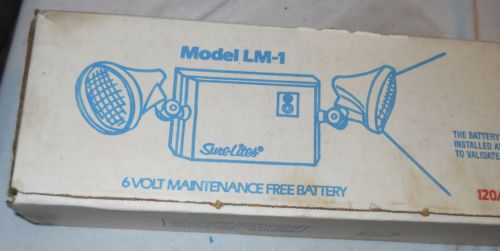 Model LM-1
Sure-Lites®
6 VOLT MAINTENANCE FREE BATTERY
THE BATTERY
INSTALLED A
TO VALIDATE
120/